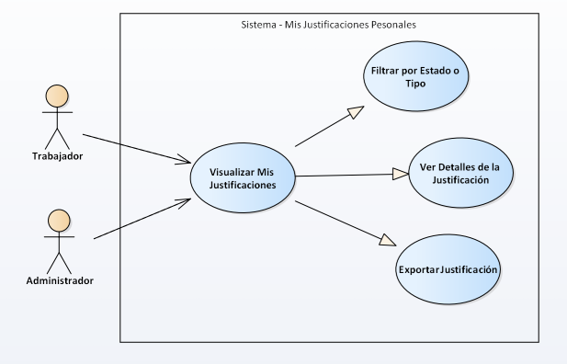 Sistema - Mis Justificaciones Pesonales
Filtrar por Estado o
Tipo
Trabajador
Visualizar Mis
Justificaciones
Ver Detalles de la
Justificación
Administrador
Exportar Justificación